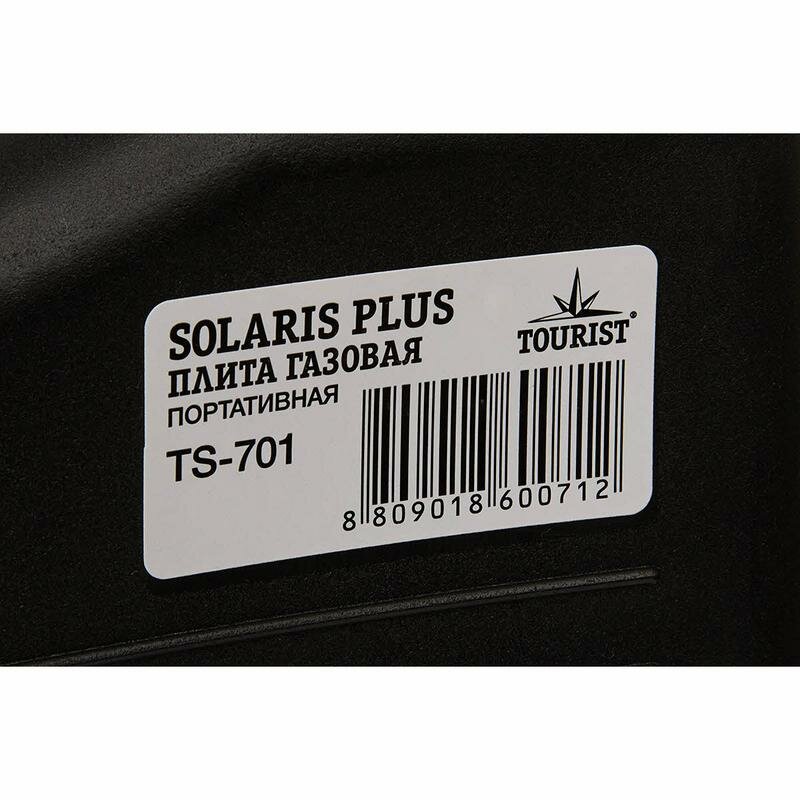 SOLARIS PLUS
ПЛИТА ГАЗОВАЯ
ПОРТАТИВНАЯ
TS-701
TOURIST®
8 809018 600712